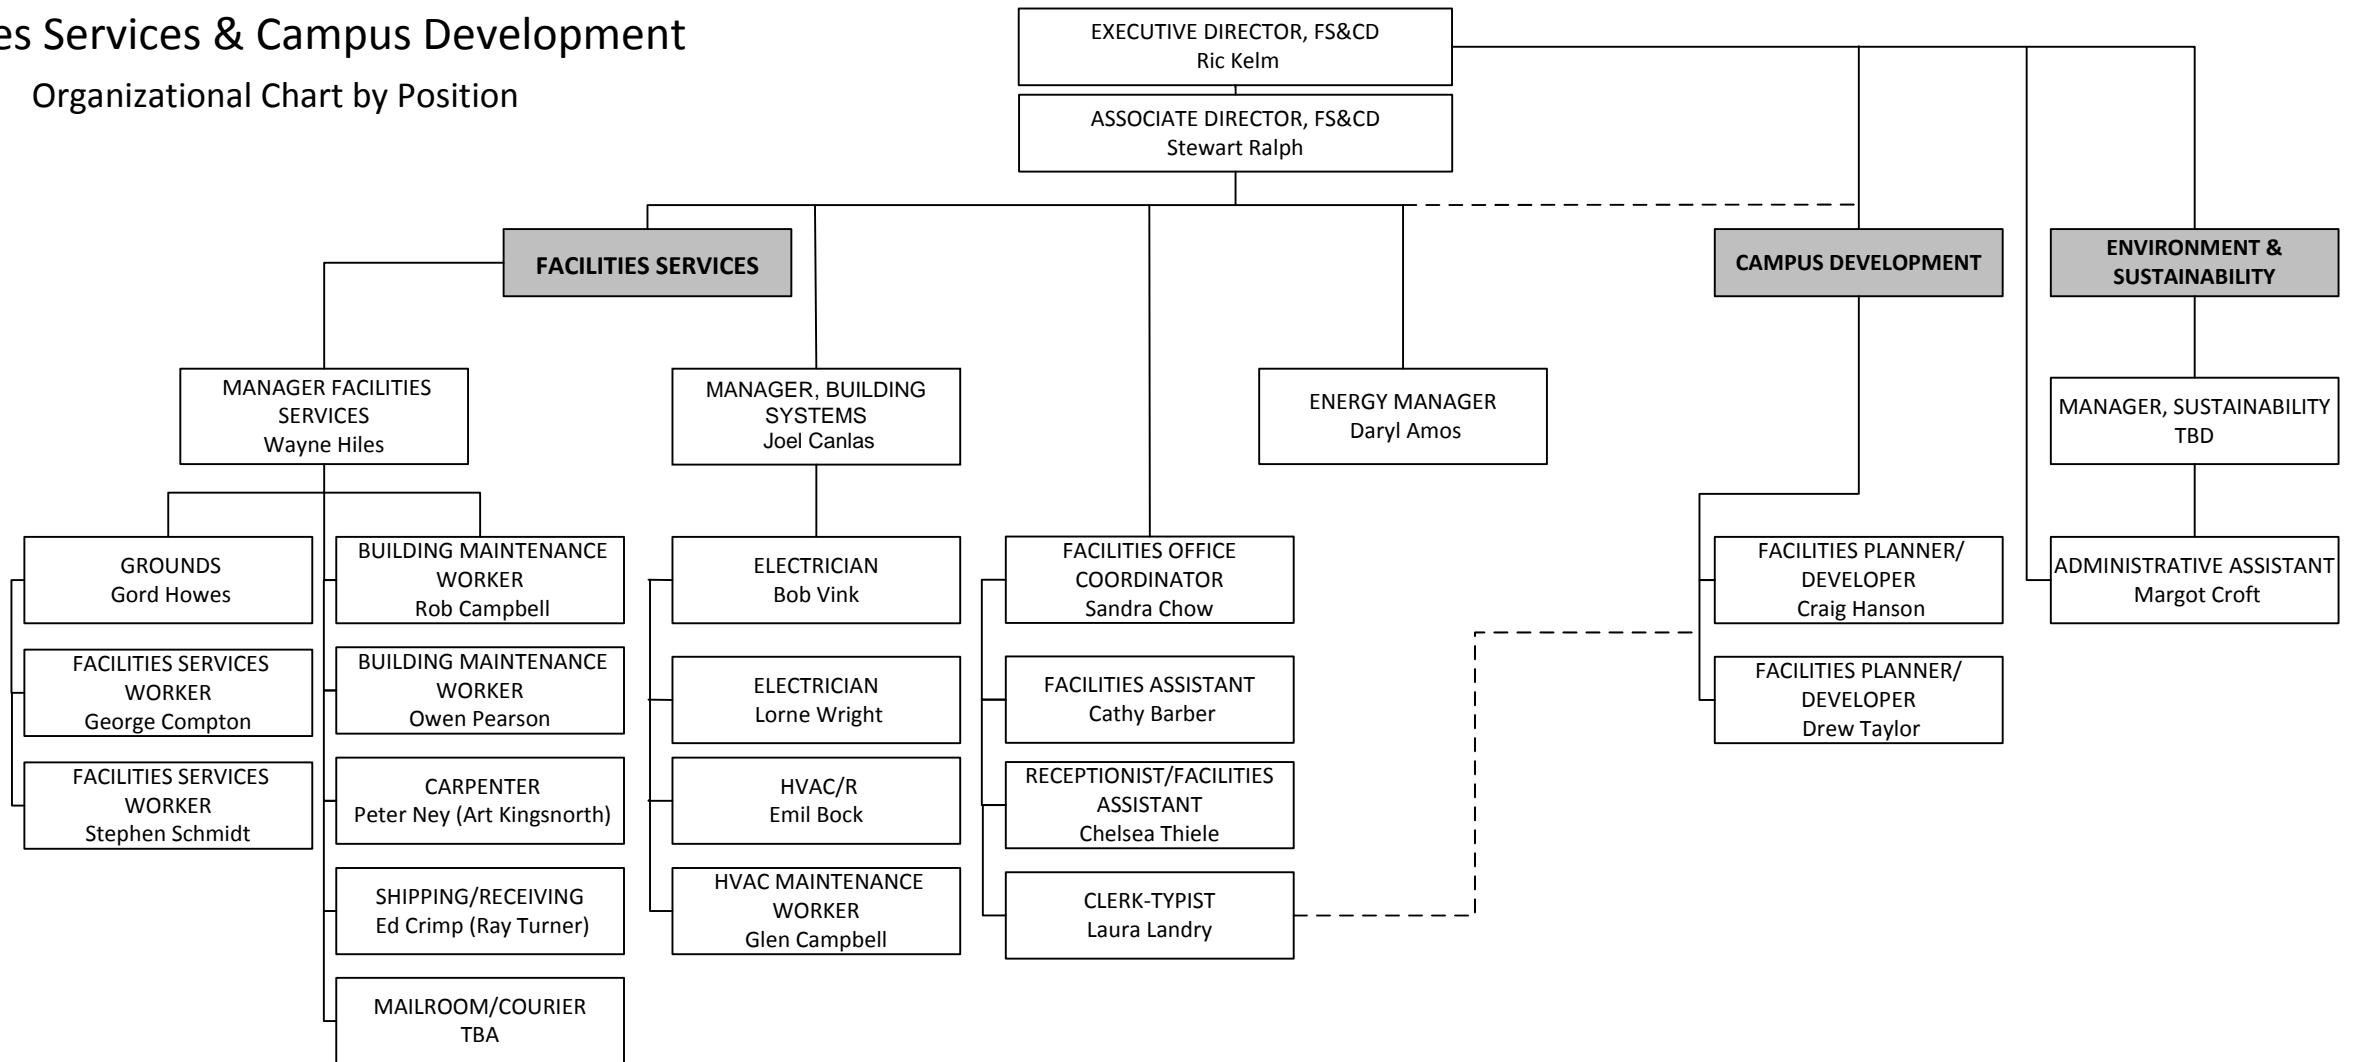 es Services & Campus Development
Organizational Chart by Position
EXECUTIVE DIRECTOR, FS&CD
Ric Kelm
ASSOCIATE DIRECTOR, FS&CD
Stewart Ralph
FACILITIES SERVICES
CAMPUS DEVELOPMENT
ENVIRONMENT &
SUSTAINABILITY
MANAGER FACILITIES
SERVICES
Wayne Hiles
MANAGER, BUILDING
SYSTEMS
Joel Canlas
ENERGY MANAGER
Daryl Amos
MANAGER, SUSTAINABILITY
TBD
GROUNDS
Gord Howes
FACILITIES SERVICES
WORKER
George Compton
FACILITIES SERVICES
WORKER
Stephen Schmidt
BUILDING MAINTENANCE
WORKER
Rob Campbell
BUILDING MAINTENANCE
WORKER
Owen Pearson
CARPENTER
Peter Ney (Art Kingsnorth)
SHIPPING/RECEIVING
Ed Crimp (Ray Turner)
MAILROOM/COURIER
TBA
ELECTRICIAN
Bob Vink
ELECTRICIAN
Lorne Wright
HVAC/R
Emil Bock
HVAC MAINTENANCE
WORKER
Glen Campbell
FACILITIES OFFICE
COORDINATOR
Sandra Chow
FACILITIES ASSISTANT
Cathy Barber
RECEPTIONIST/FACILITIES
ASSISTANT
Chelsea Thiele
CLERK-TYPIST
Laura Landry
FACILITIES PLANNER/
DEVELOPER
Craig Hanson
FACILITIES PLANNER/
DEVELOPER
Drew Taylor
ADMINISTRATIVE ASSISTANT
Margot Croft